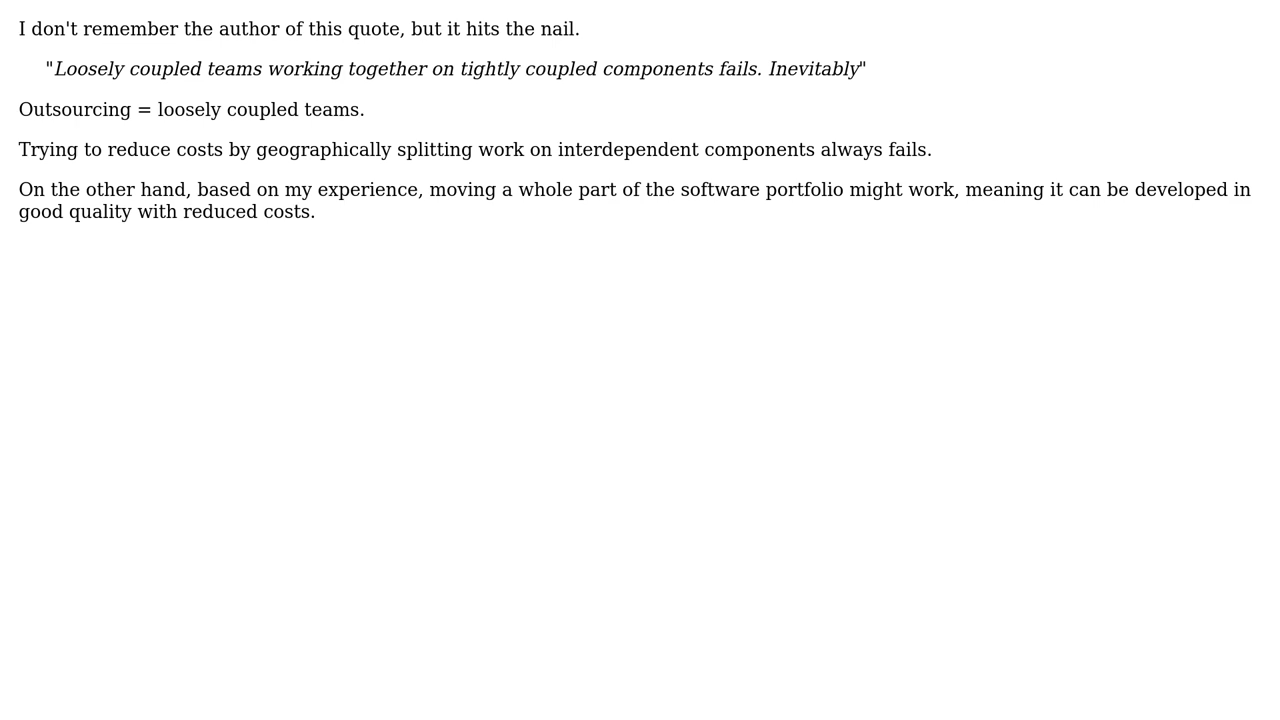 I don't remember the author of this quote, but it hits the nail.
"Loosely coupled teams working together on tightly coupled components fails. Inevitably"
Outsourcing = loosely coupled teams.
Trying to reduce costs by geographically splitting work on interdependent components always fails.
On the other hand, based on my experience, moving a whole part of the software portfolio might work, meaning it can be developed in
good quality with reduced costs.